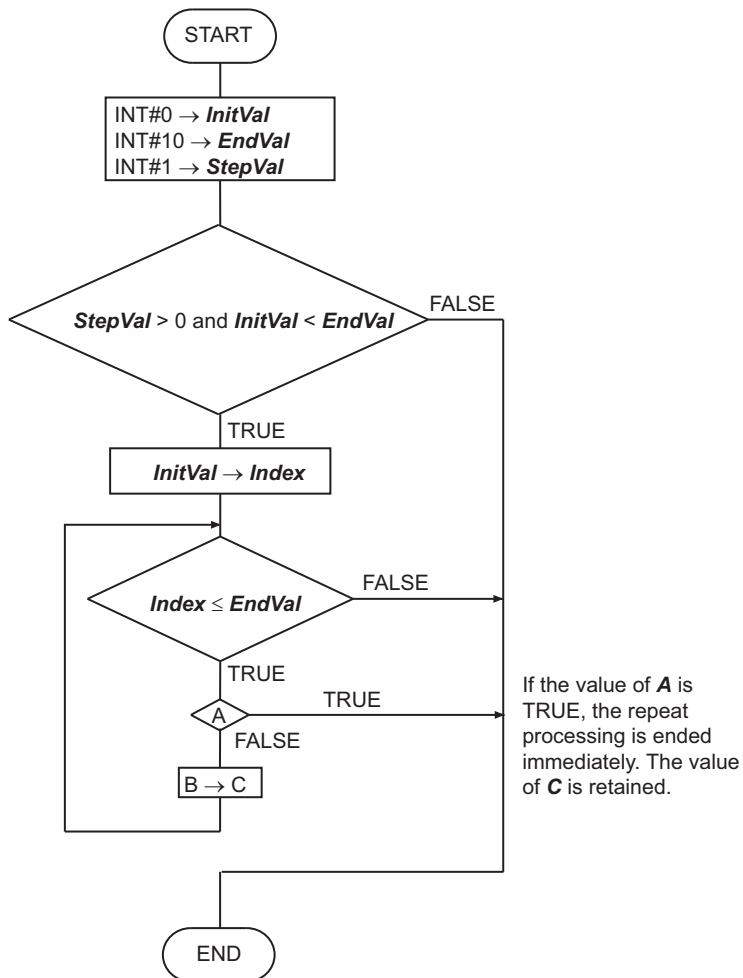 START
INT#0 → InitVal
INT#10 → EndVal
INT#1 → StepVal
StepVal > 0 and InitVal < EndVal
FALSE
TRUE
InitVal → Index
Index ≤ EndVal
FALSE
TRUE
A
TRUE
FALSE
B → C
If the value of A is
TRUE, the repeat
processing is ended
immediately. The value
of C is retained.
END